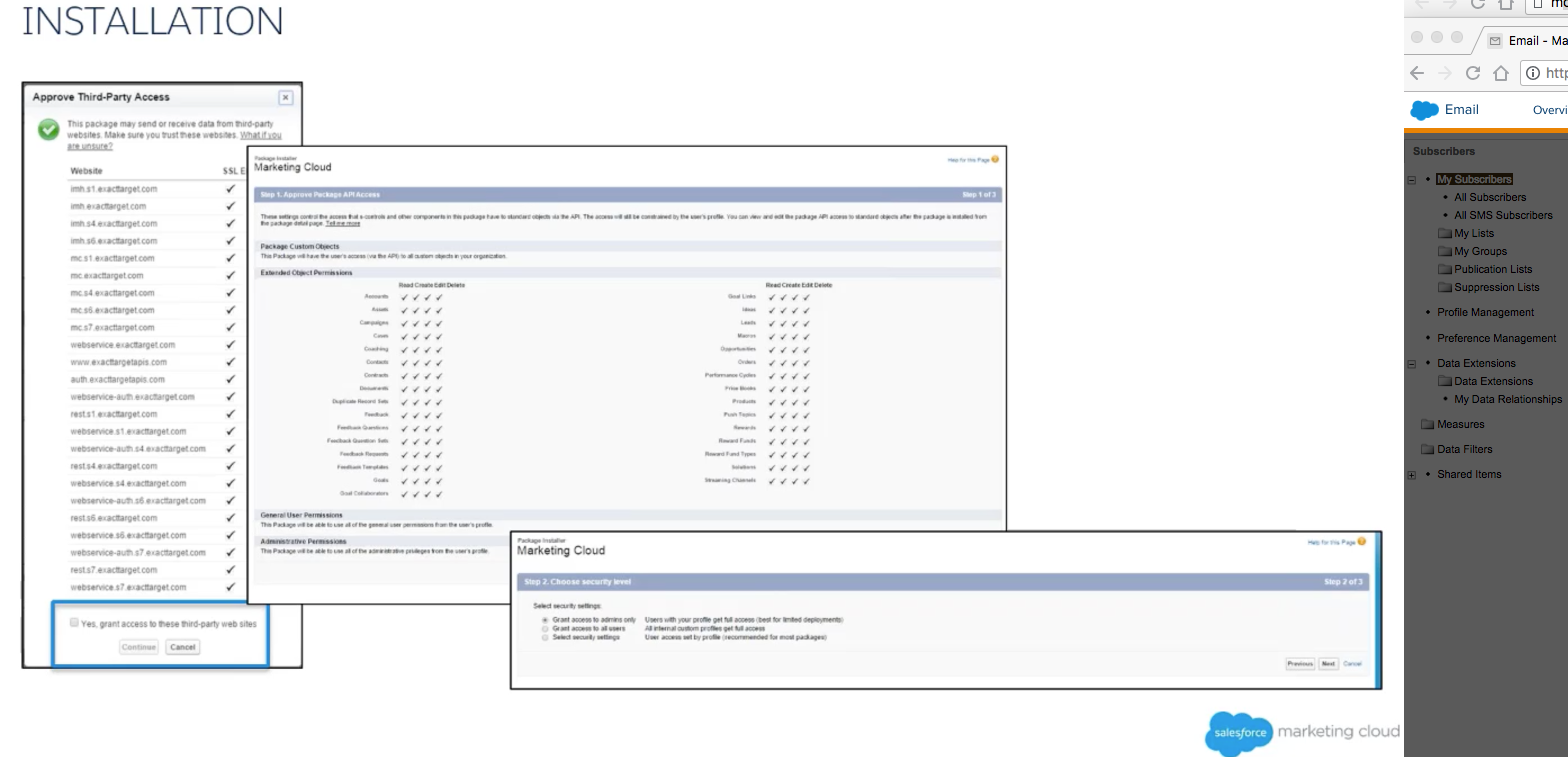 INSTALLATION
Approve Third-Party Access
This package may send or receive data from third-party
websites. Make sure you trust these websites. What if you
are unsure?
Website SSL E
imh.s1.exacttarget.com
imh.exacttarget.com
imh.s4.exacttarget.com
imh.s6.exacttarget.com
mc.s1.exacttarget.com
mc.exacttarget.com
mc.s4.exacttarget.com
mc.s6.exacttarget.com
mc.s7.exacttarget.com
webservice.exacttarget.com
www.exacttargetapis.com
auth.exacttargetapis.com
webservice-auth.exacttarget.com
rest.s1.exacttarget.com
webservice.s1.exacttarget.com
webservice-auth.s4.exacttarget.com
rest.s4.exacttarget.com
webservice.s4.exacttarget.com
webservice-auth.s6.exacttarget.com
rest.s6.exacttarget.com
webservice.s6.exacttarget.com
webservice-auth.s7.exacttarget.com
rest.s7.exacttarget.com
webservice.s7.exacttarget.com
Yes, grant access to these third-party web sites
Continue Cancel
Package Installer
Marketing Cloud
Help for this Page
Step 1. Approve Package API Access Step 1 of 3
These settings control the access that s-controls and other components in this package have to standard objects via the API. The access will still be constrained by the user's profile. You can view and edit the package API access to standard objects after the package is installed from
the package detail page. Tell me more
Package Custom Objects
This Package will have the user's access (via the API) to all custom objects in your organization.
Extended Object Permissions
Read Create Edit Delete
Accounts
Assets
Campaigns
Cases
Coaching
Contacts
Contracts
Documents
Duplicate Record Sets
Feedback
Feedback Questions
Feedback Question Sets
Feedback Requests
Feedback Templates
Goals
Goal Collaborators
Read Create Edit Delete
Goal Links
Ideas
Leads
Macros
Opportunities
Orders
Performance Cycles
Price Books
Products
Push Topics
Rewards
Reward Funds
Reward Fund Types
Solutions
Streaming Channels
General User Permissions
This Package will be able to use all of the general user permissions from the user's profile.
Administrative Permissions
This Package will be able to use all of the administrative privileges from the user's profile.
Package Installer
Marketing Cloud
Help for this Page
Step 2. Choose security level Step 2 of 3
Select security settings:
Grant access to admins only Users with your profile get full access (best for limited deployments)
Grant access to all users All internal custom profiles get full access
Select security settings User access set by profile (recommended for most packages)
Previous Next Cancel
salesforce marketing cloud
Email - Ma
http
Email Overvi
Subscribers
My Subscribers
All Subscribers
All SMS Subscribers
My Lists
My Groups
Publication Lists
Suppression Lists
Profile Management
Preference Management
Data Extensions
Data Extensions
My Data Relationships
Measures
Data Filters
Shared Items